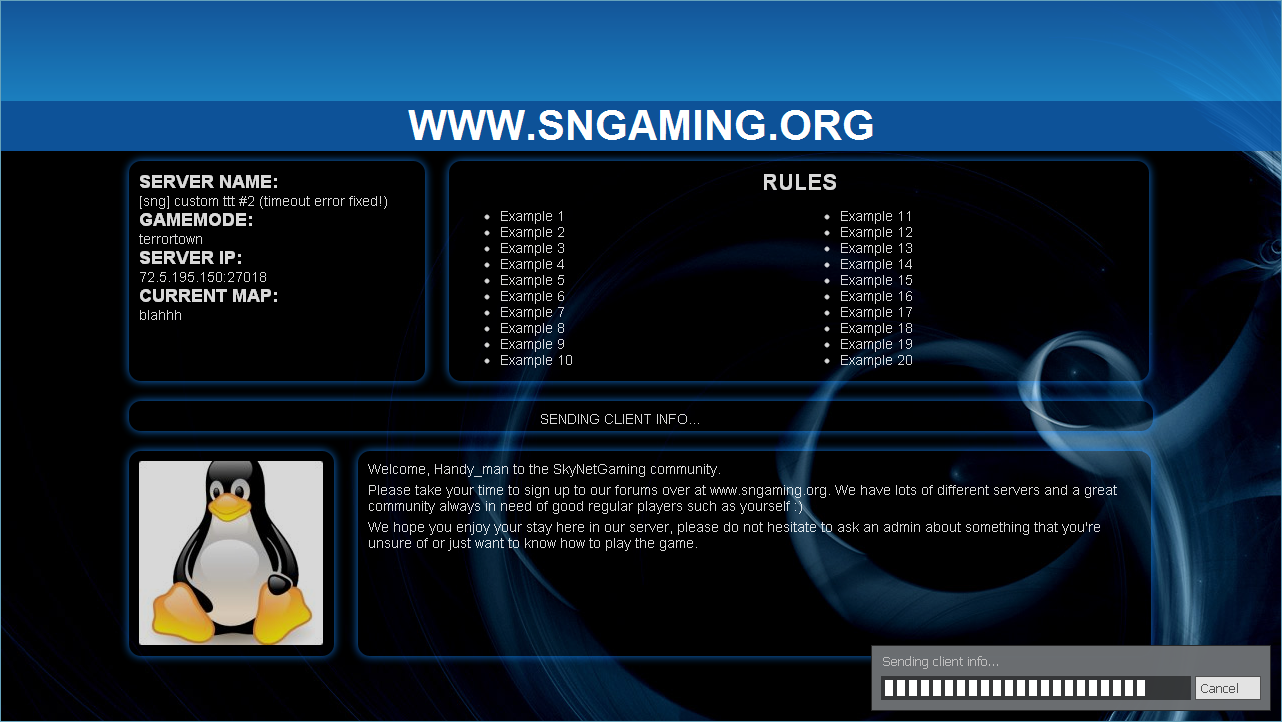 WWW.SNGAMING.ORG
SERVER NAME:
[sng] custom ttt #2 (timeout error fixed!)
GAMEMODE:
terrortown
SERVER IP:
72.5.195.150:27018
CURRENT MAP:
blahhh
RULES
Example 1
Example 2
Example 3
Example 4
Example 5
Example 6
Example 7
Example 8
Example 9
Example 10
Example 11
Example 12
Example 13
Example 14
Example 15
Example 16
Example 17
Example 18
Example 19
Example 20
SENDING CLIENT INFO...
Welcome, Handy_man to the SkyNetGaming community.
Please take your time to sign up to our forums over at www.sngaming.org. We have lots of different servers and a great
community always in need of good regular players such as yourself :)
We hope you enjoy your stay here in our server, please do not hesitate to ask an admin about something that you're
unsure of or just want to know how to play the game.
Sending client info...
Cancel